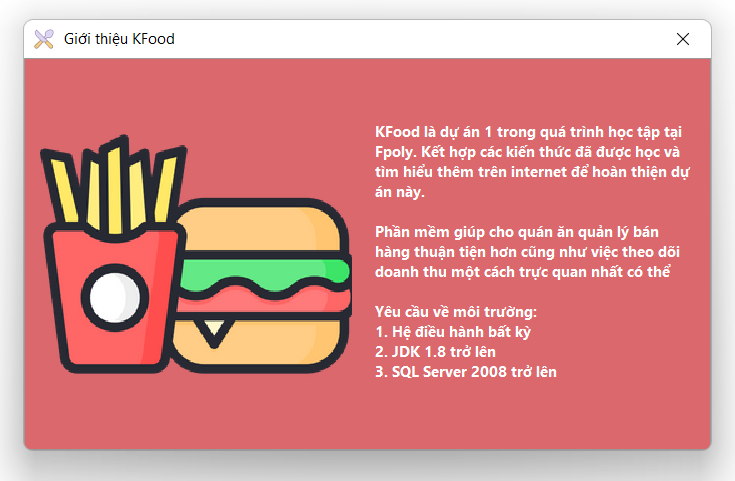 Giới thiệu KFood
KFood là dự án 1 trong quá trình học tập tại
Fpoly. Kết hợp các kiến thức đã được học và
tìm hiểu thêm trên internet để hoàn thiện dự
án này.
Phần mềm giúp cho quán ăn quản lý bán
hàng thuận tiện hơn cũng như việc theo dõi
doanh thu một cách trực quan nhất có thể
Yêu cầu về môi trường:
1. Hệ điều hành bất kỳ
2. JDK 1.8 trở lên
3. SQL Server 2008 trở lên